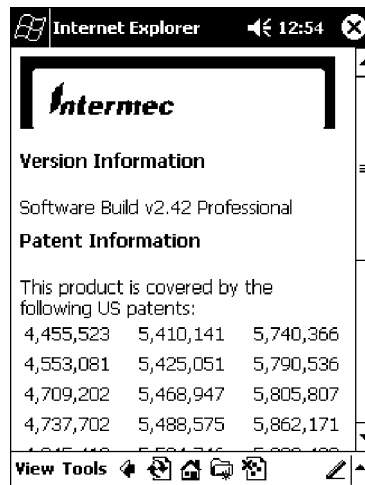 Internet Explorer 12:54
Intermec
Version Information
Software Build v2.42 Professional
Patent Information
This product is covered by the
following US patents:
4,455,523 5,410,141 5,740,366
4,553,081 5,425,051 5,790,536
4,709,202 5,468,947 5,805,807
4,737,702 5,488,575 5,862,171
View Tools